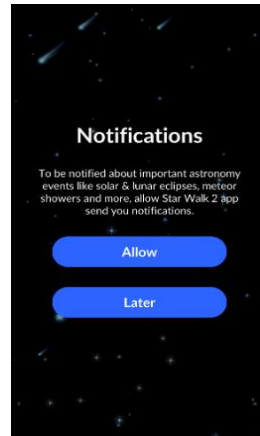 Notifications
To be notified about important astronomy
events like solar & lunar eclipses, meteor
showers and more, allow Star Walk 2 app
send you notifications.
Allow
Later